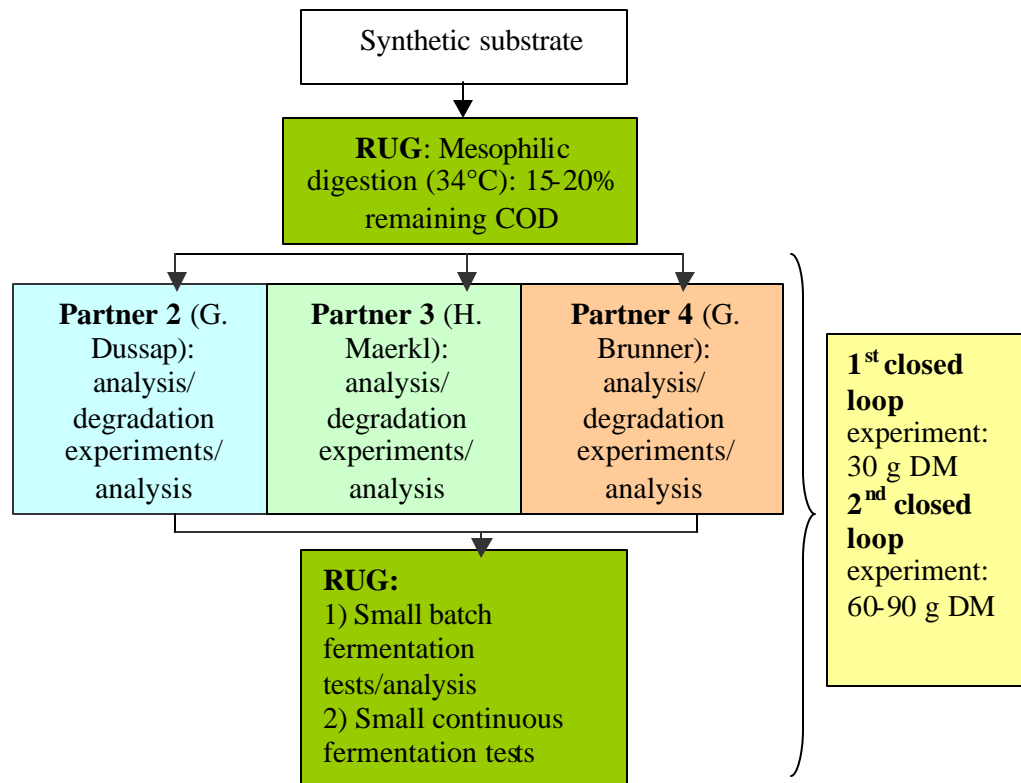 Synthetic substrate
RUG: Mesophilic
digestion (34°C): 15-20%
remaining COD
Partner 2 (G.
Dussap):
analysis/
degradation
experiments/
analysis
Partner 3 (H.
Maerkl):
analysis/
degradation
experiments/
analysis
Partner 4 (G.
Brunner):
analysis/
degradation
experiments/
analysis
1st closed
loop
experiment:
30 g DM
2nd closed
loop
experiment:
60-90 g DM
RUG:
1) Small batch
fermentation
tests/analysis
2) Small continuous
fermentation tests